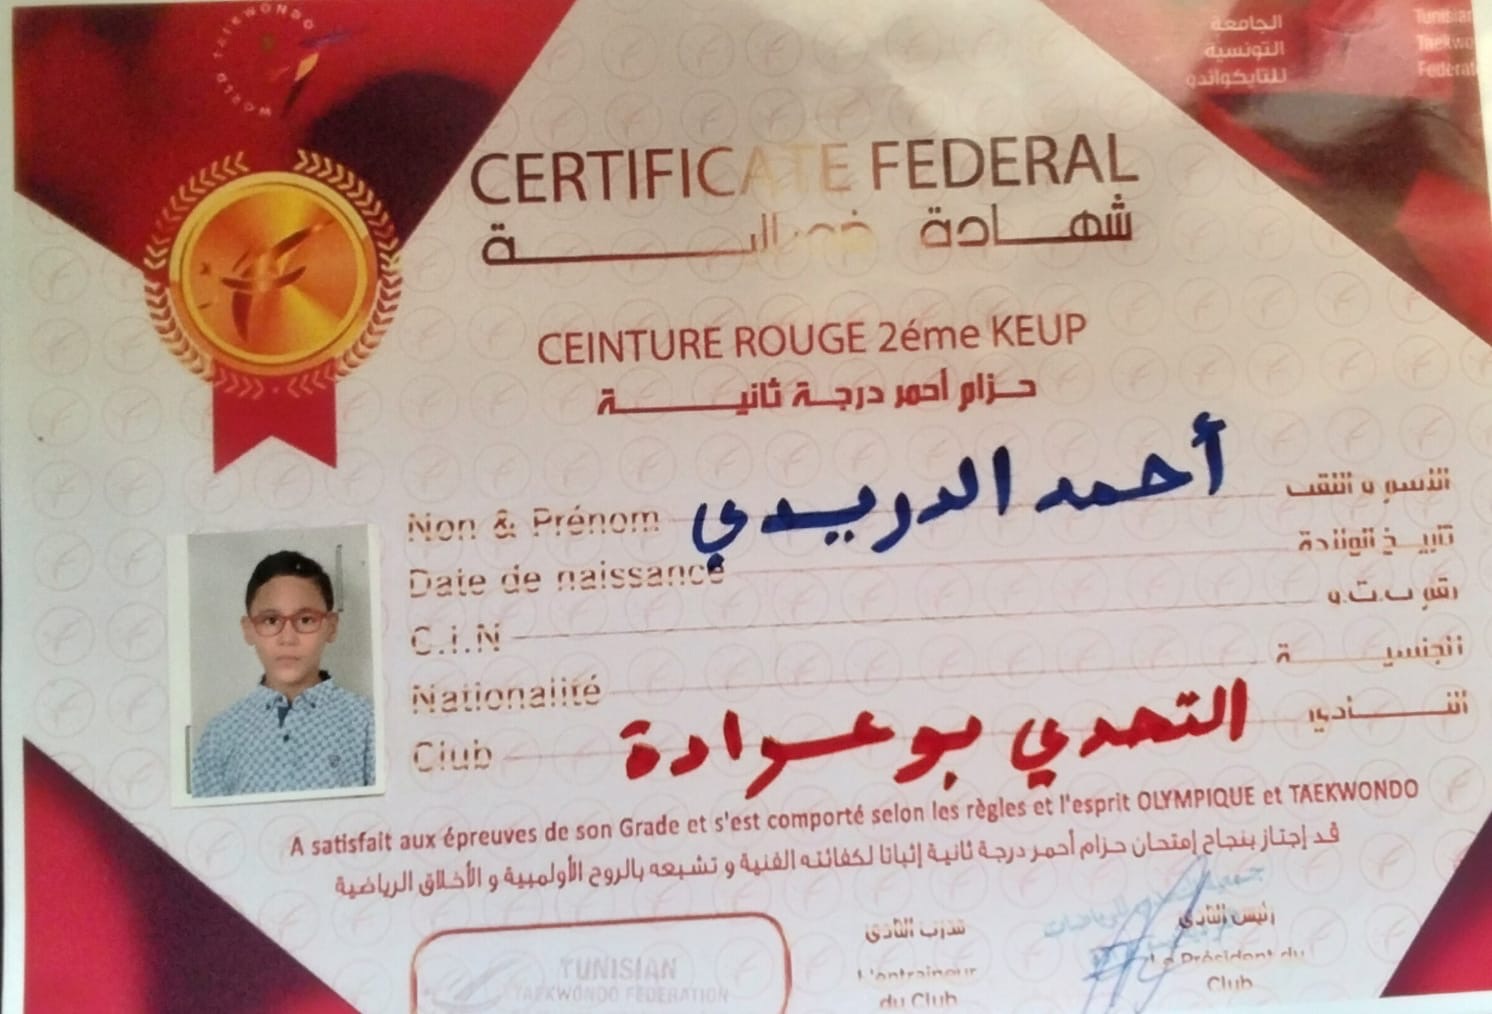 WORLD TAEKWONDO
الجامعة
التونسية
للتايكواندو
Tunisian
Taekwo
Federat
CERTIFICATE FEDERAL
شهادة فدرالية
CEINTURE ROUGE 2éme KEUP
حزام أحمر درجة ثانية
Non & Prénom أحمد الدريدي الإسم و اللقب
Date de naissance تاريخ الولادة
C.i.N رقم ب.ت.و
Nationalité الجنسية
Club التحدي بوعرادة النادي
A satisfait aux épreuves de son Grade et s'est comporté selon les règles et l'esprit OLYMPIQUE et TAEKWONDO
قد إجتاز بنجاح إمتحان حزام أحمر درجة ثانية إثباتا لكفائته الفنية و تشبعه بالروح الأولمبية و الأخلاق الرياضية
TUNISIAN
TAEKWONDO FEDERATION
مدرب النادي
L'entraineur
du Club
رئيس النادي
Le Président du
Club